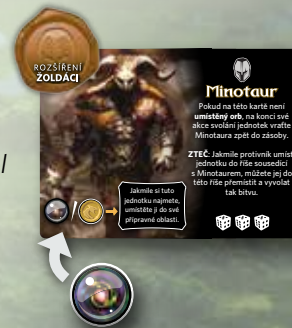 ROZŠÍŘENÍ
ŽOLDÁCI
Minotaur
Pokud na této kartě není
umístěný orb, na konci své
akce svolání jednotek vraťte
Minotaura zpět do zásoby.
ZTEČ: Jakmile protivník umíst
jednotku do říše sousedící
s Minotaurem, můžete jej do
této říše přemístit a vyvolat
tak bitvu.
Jakmile si tuto
jednotku najmete,
umístěte ji do své
přípravné oblasti.
/